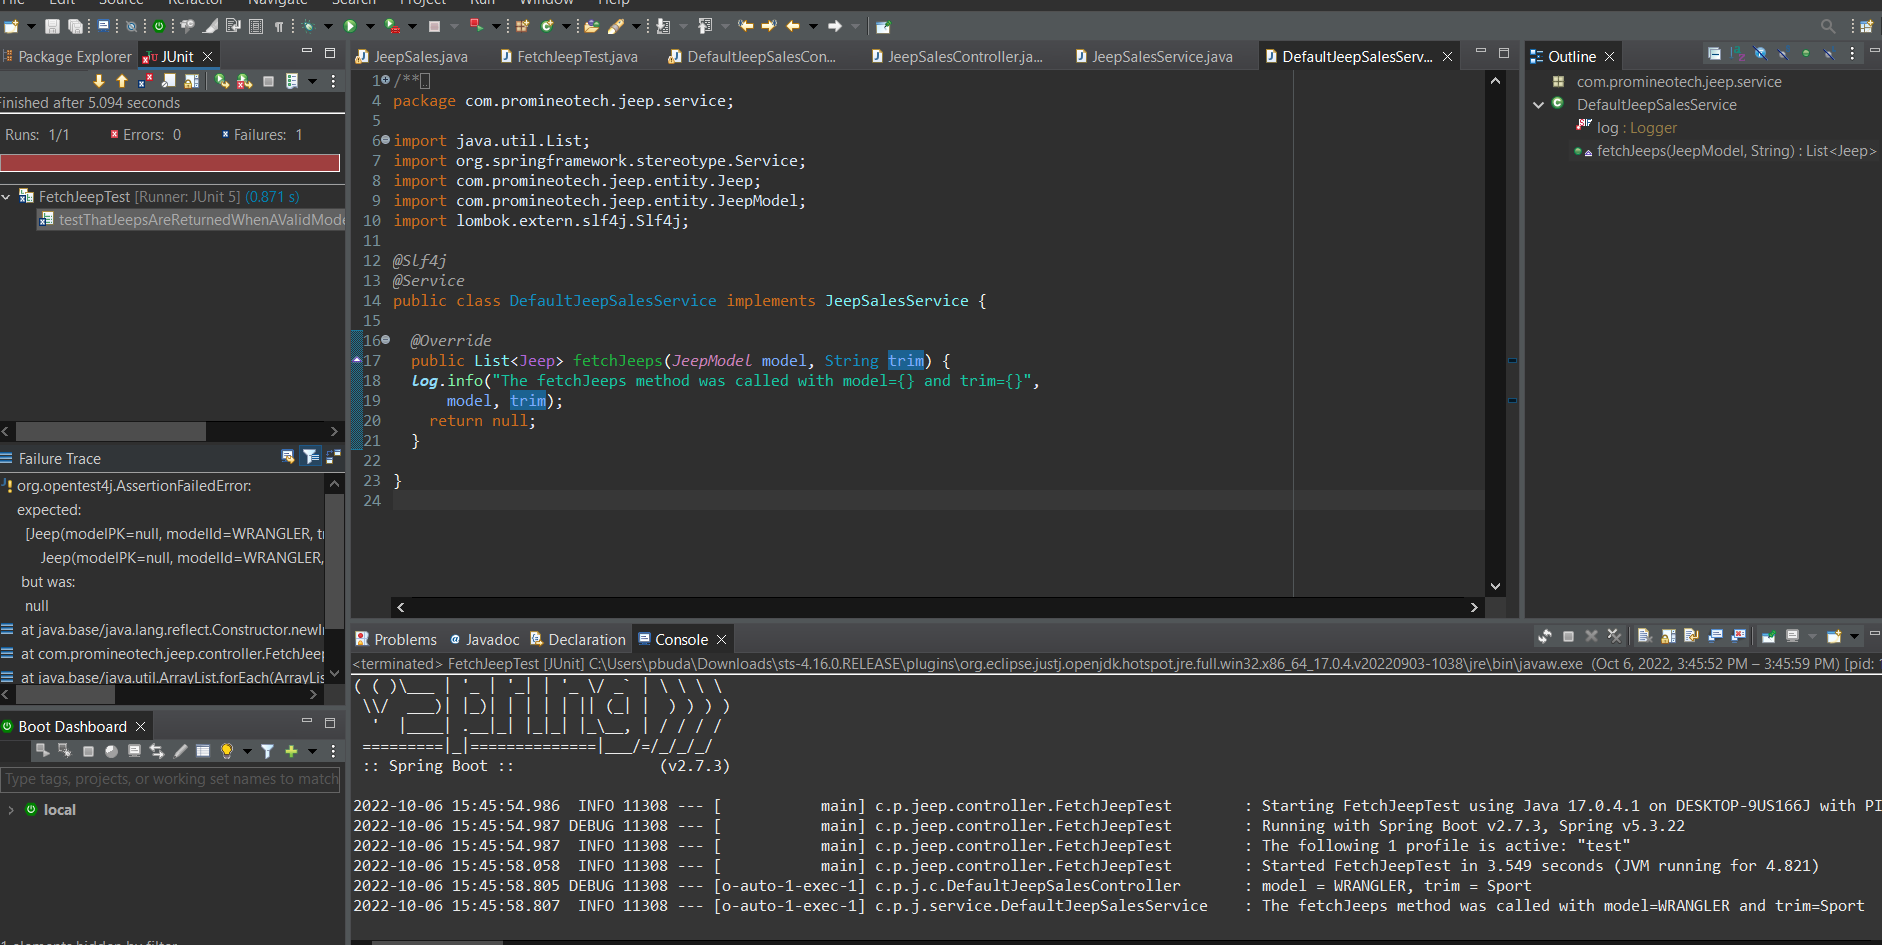 File Edit Source Refactor Navigate Search Project Run Window Help
Package Explorer
JUnit
Finished after 5.094 seconds
Runs: 1/1
Errors: 0
Failures: 1
FetchJeepTest [Runner: JUnit 5] (0.871 s)
testThatJeepsAreReturnedWhenAValidMode
Failure Trace
org.opentest4j.AssertionFailedError:
expected:
[Jeep(modelPK=null, modelId=WRANGLER, tr
Jeep(modelPK=null, modelId=WRANGLER,
but was:
null
at java.base/java.lang.reflect.Constructor.newIn
at com.promineotech.jeep.controller.FetchJeep
at java.base/java.util.ArrayList.forEach(ArrayLis
Boot Dashboard
Type tags, projects, or working set names to match
local
1 elements hidden by filter
JeepSales.java
FetchJeepTest.java
DefaultJeepSalesCon...
JeepSalesController.ja...
JeepSalesService.java
DefaultJeepSalesServ...
1 /**
4 package com.promineotech.jeep.service;
5
6 import java.util.List;
7 import org.springframework.stereotype.Service;
8 import com.promineotech.jeep.entity.Jeep;
9 import com.promineotech.jeep.entity.JeepModel;
10 import lombok.extern.slf4j.Slf4j;
11
12 @Slf4j
13 @Service
14 public class DefaultJeepSalesService implements JeepSalesService {
15
16 @Override
17 public List<Jeep> fetchJeeps(JeepModel model, String trim) {
18 log.info("The fetchJeeps method was called with model={} and trim={}",
19 model, trim);
20 return null;
21 }
22
23 }
24
Outline
com.promineotech.jeep.service
DefaultJeepSalesService
log : Logger
fetchJeeps(JeepModel, String) : List<Jeep>
Problems
Javadoc
Declaration
Console
<terminated> FetchJeepTest [JUnit] C:\Users\pbuda\Downloads\sts-4.16.0.RELEASE\plugins\org.eclipse.justj.openjdk.hotspot.jre.full.win32.x86_64_17.0.4.v20220903-1038\jre\bin\javaw.exe (Oct 6, 2022, 3:45:52 PM – 3:45:59 PM) [pid:
( ( )\___ | '_ | '_| | '_ \/ _` | \ \ \ \
\\/  ___)| |_)| | | | | || (_| |  ) ) ) )
'  |____| .__|_| |_|_| |_\__, | / / / /
=========|_|==============|___/=/_/_/_/
:: Spring Boot :: (v2.7.3)
2022-10-06 15:45:54.986 INFO 11308 --- [ main] c.p.jeep.controller.FetchJeepTest : Starting FetchJeepTest using Java 17.0.4.1 on DESKTOP-9US166J with PI
2022-10-06 15:45:54.987 DEBUG 11308 --- [ main] c.p.jeep.controller.FetchJeepTest : Running with Spring Boot v2.7.3, Spring v5.3.22
2022-10-06 15:45:54.987 INFO 11308 --- [ main] c.p.jeep.controller.FetchJeepTest : The following 1 profile is active: "test"
2022-10-06 15:45:58.058 INFO 11308 --- [ main] c.p.jeep.controller.FetchJeepTest : Started FetchJeepTest in 3.549 seconds (JVM running for 4.821)
2022-10-06 15:45:58.805 DEBUG 11308 --- [o-auto-1-exec-1] c.p.j.c.DefaultJeepSalesController : model = WRANGLER, trim = Sport
2022-10-06 15:45:58.807 INFO 11308 --- [o-auto-1-exec-1] c.p.j.service.DefaultJeepSalesService : The fetchJeeps method was called with model=WRANGLER and trim=Sport